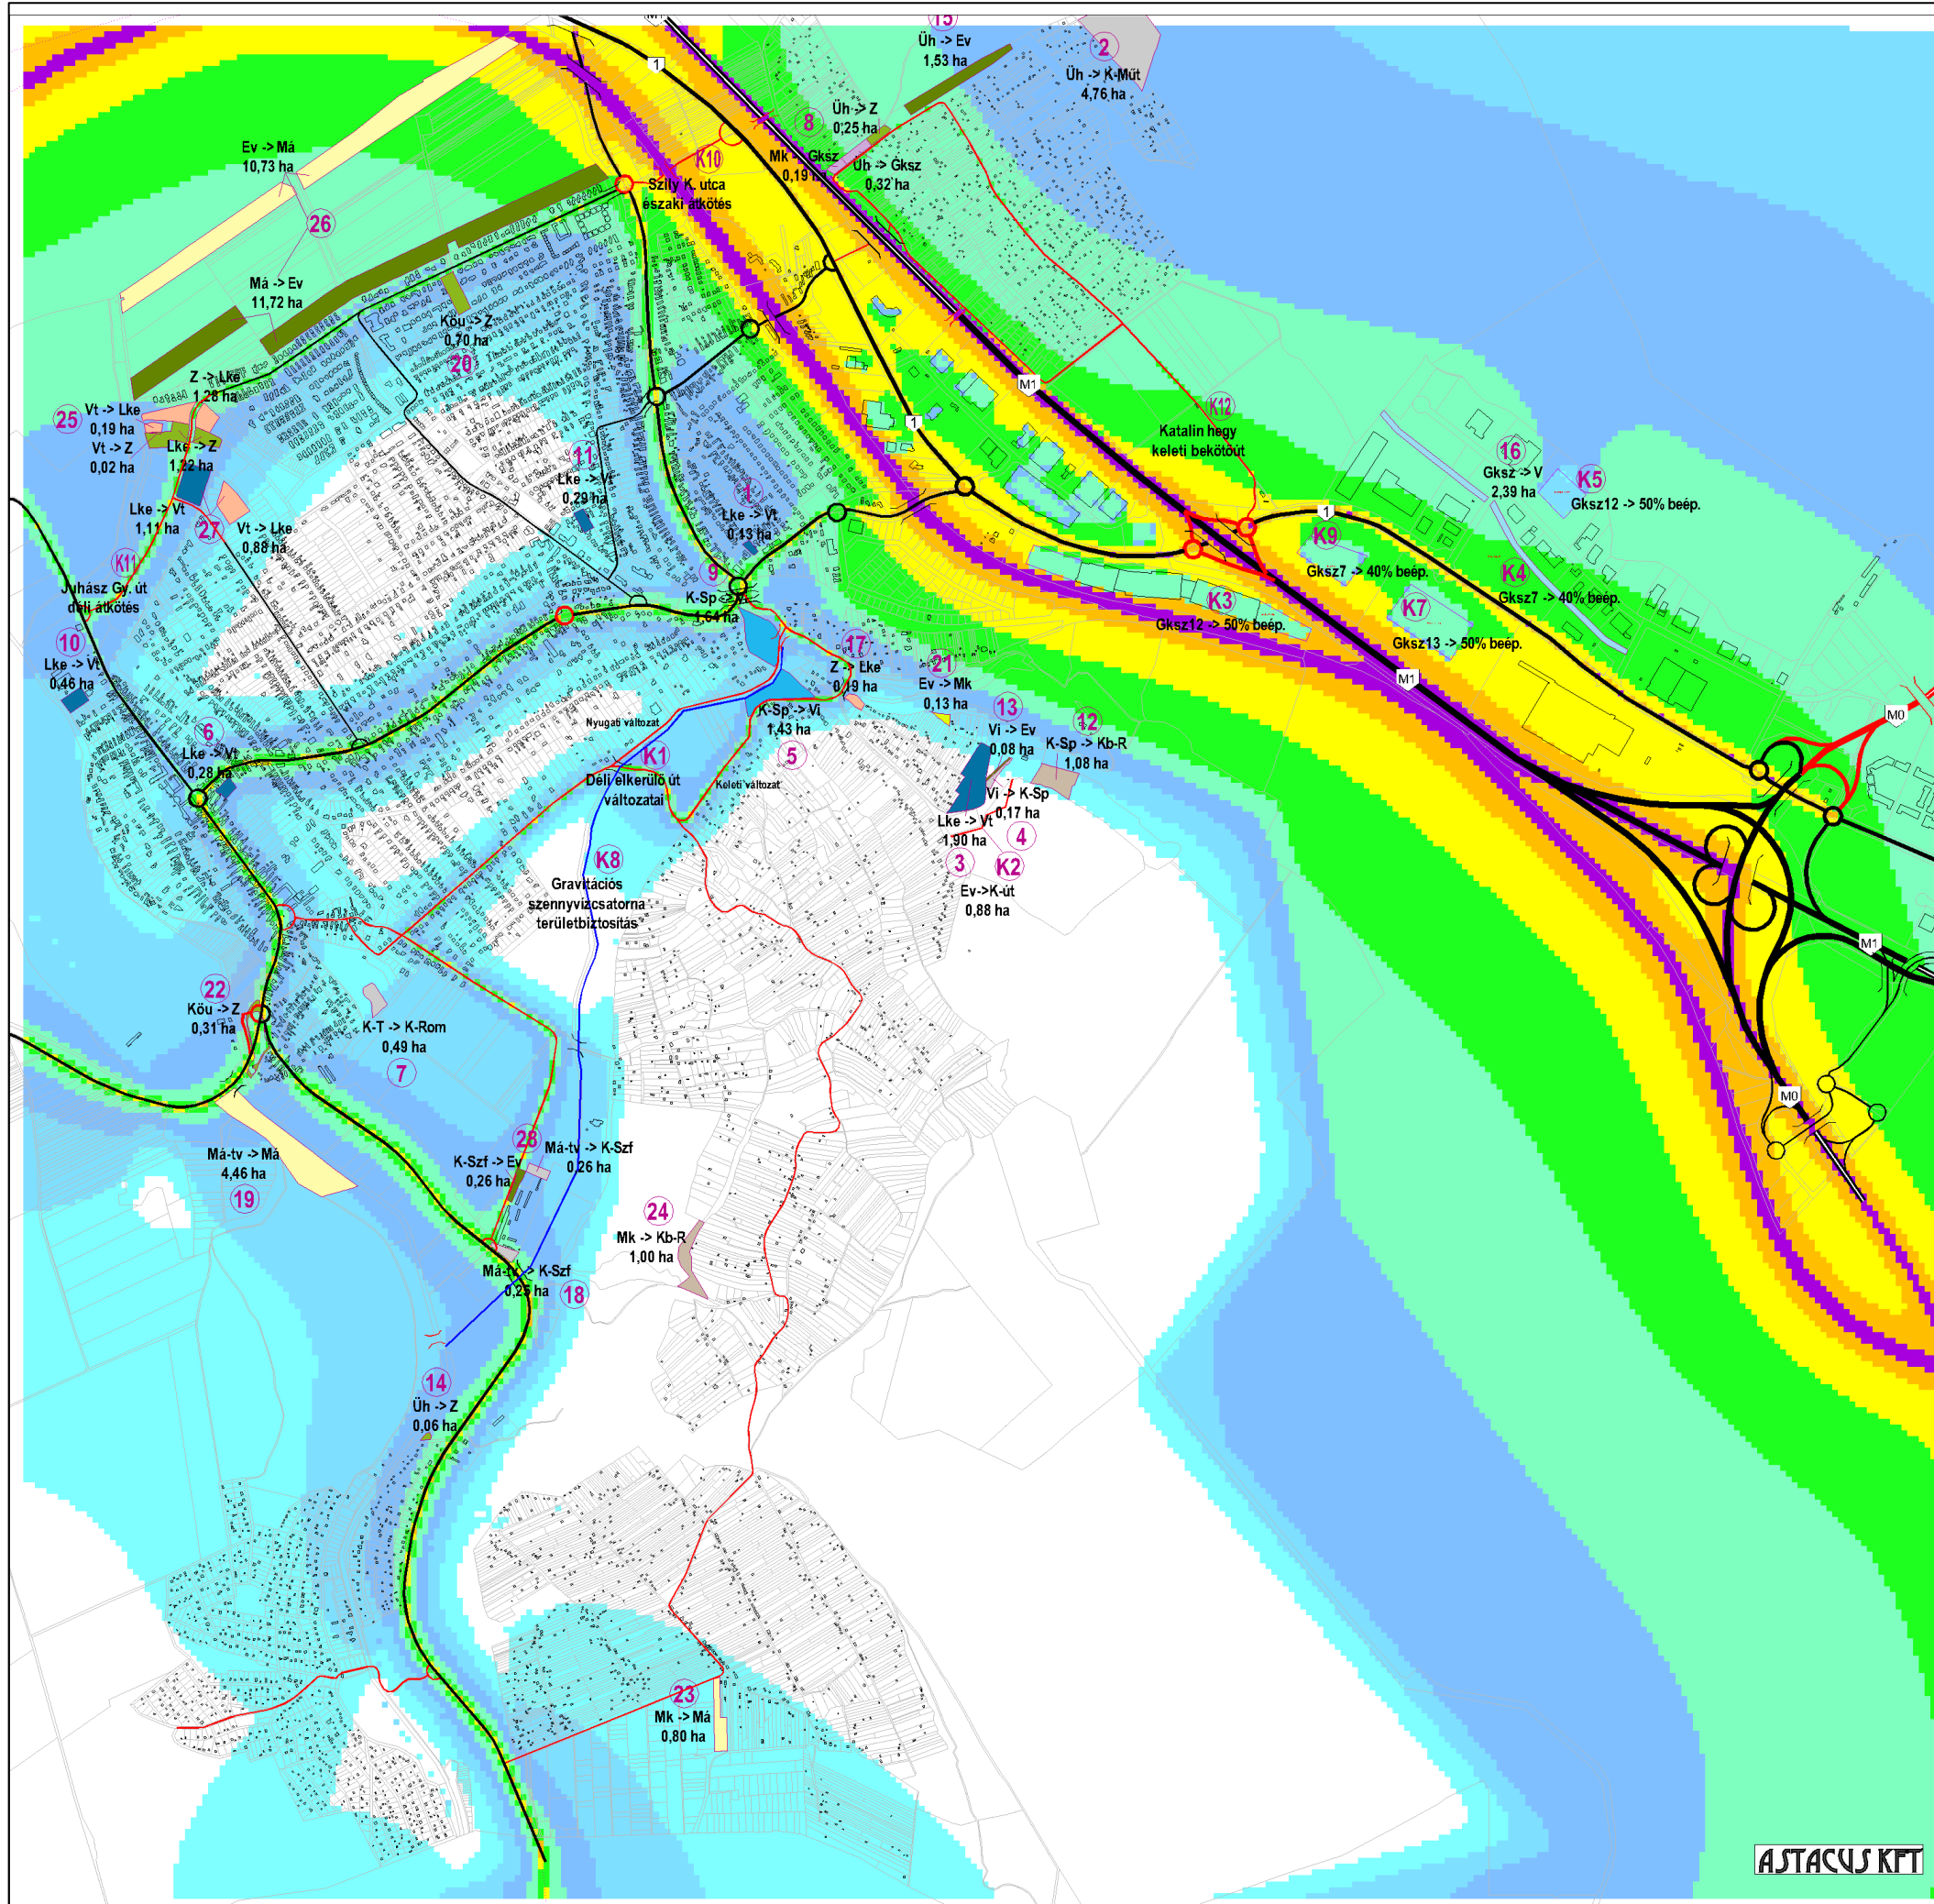 M1
15
Üh -> Ev
1,53 ha
2
Üh -> K-Műt
4,76 ha
1
8
Üh -> Z
0,25 ha
Ev -> Má
10,73 ha
K10
Mk -> Gksz
0,19 ha
Üh -> Gksz
0,32 ha
Szily K. utca
északi átkötés
26
Má -> Ev
11,72 ha
Köu -> Z
0,70 ha
20
Z -> Lke
1,28 ha
M1
25
Vt -> Lke
0,19 ha
Vt -> Z
0,02 ha
Lke -> Z
1,22 ha
1
K12
Katalin hegy
keleti bekötőút
11
Lke -> Vt
0,29 ha
16
Gksz -> V
2,39 ha
K5
Gksz12 -> 50% beép.
1
Lke -> Vt
0,13 ha
Lke -> Vt
1,11 ha
27
Vt -> Lke
0,88 ha
1
K9
Gksz7 -> 40% beép.
K11
Juhász Gy. út
déli átkötés
9
K-Sp -> Vi
1,64 ha
K4
Gksz7 -> 40% beép.
K3
Gksz12 -> 50% beép.
K7
Gksz13 -> 50% beép.
10
Lke -> Vt
0,46 ha
17
Z -> Lke
0,19 ha
21
Ev -> Mk
0,13 ha
M1
K-Sp -> Vi
1,43 ha
5
13
Vi -> Ev
0,08 ha
12
K-Sp -> Kb-R
1,08 ha
M0
6
Lke -> Vt
0,28 ha
Nyugati változat
K1
Déli elkerülő út
változatai
Keleti változat
Vi -> K-Sp
0,17 ha
4
Lke -> Vt
1,90 ha
3
K2
Ev->K-út
0,88 ha
K8
Gravitációs
szennyvízcsatorna
területbiztosítás
M1
22
Köu -> Z
0,31 ha
K-T -> K-Rom
0,49 ha
7
M0
28
Má-tv -> K-Szf
0,26 ha
K-Szf -> Ev
0,26 ha
Má-tv -> Má
4,46 ha
19
24
Mk -> Kb-R
1,00 ha
Má-tv -> K-Szf
0,25 ha
18
14
Üh -> Z
0,06 ha
23
Mk -> Má
0,80 ha
ASTACUS KFT